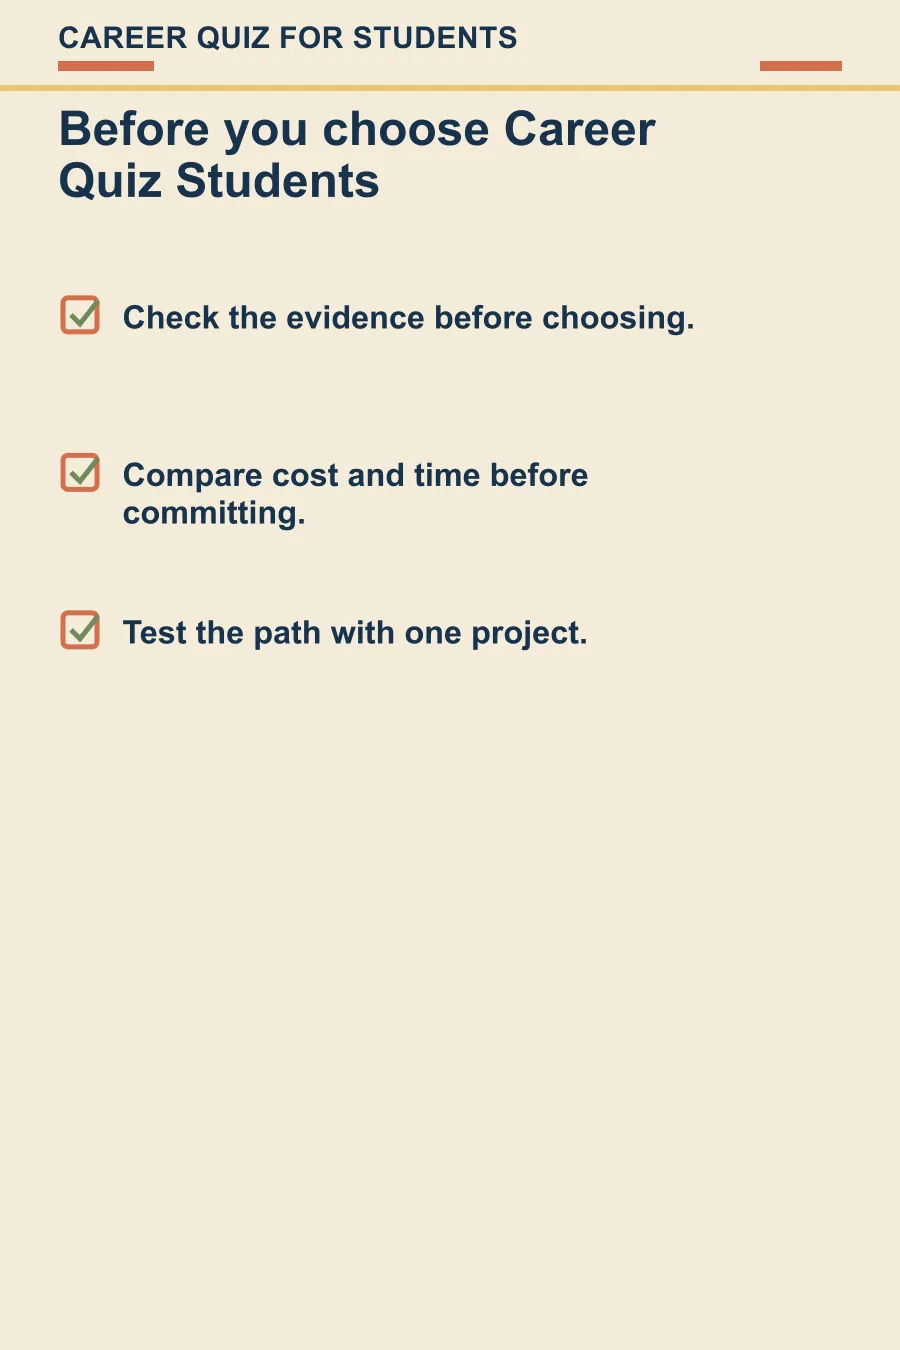 CAREER QUIZ FOR STUDENTS
Before you choose Career
Quiz Students
Check the evidence before choosing.
Compare cost and time before
committing.
Test the path with one project.